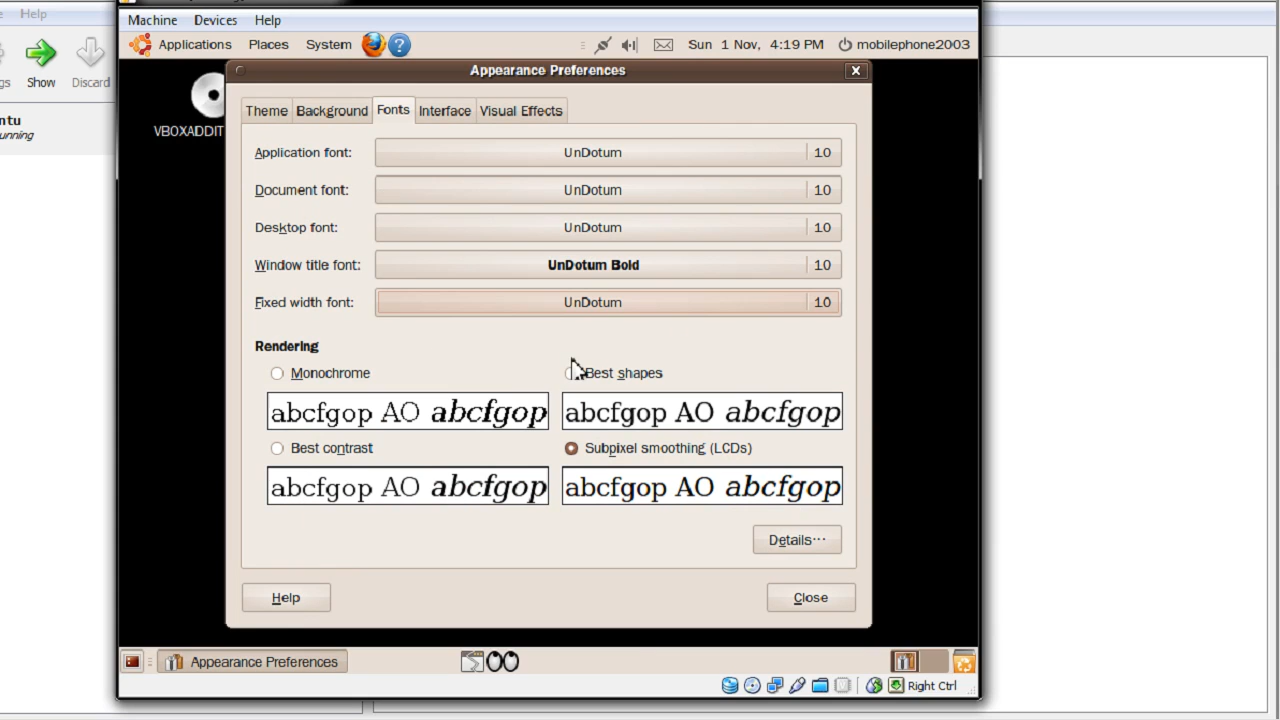 Help
Machine Devices Help
Applications Places System Sun 1 Nov, 4:19 PM mobilephone2003
Show
Discard
Appearance Preferences
VBOXADDIT
Theme Background Fonts Interface Visual Effects
Application font: UnDotum 10
Document font: UnDotum 10
Desktop font: UnDotum 10
Window title font: UnDotum Bold 10
Fixed width font: UnDotum 10
Rendering
Monochrome Best shapes
abcfgop AO abcfgop abcfgop AO abcfgop
Best contrast Subpixel smoothing (LCDs)
abcfgop AO abcfgop abcfgop AO abcfgop
Details···
Help Close
Appearance Preferences
Right Ctrl